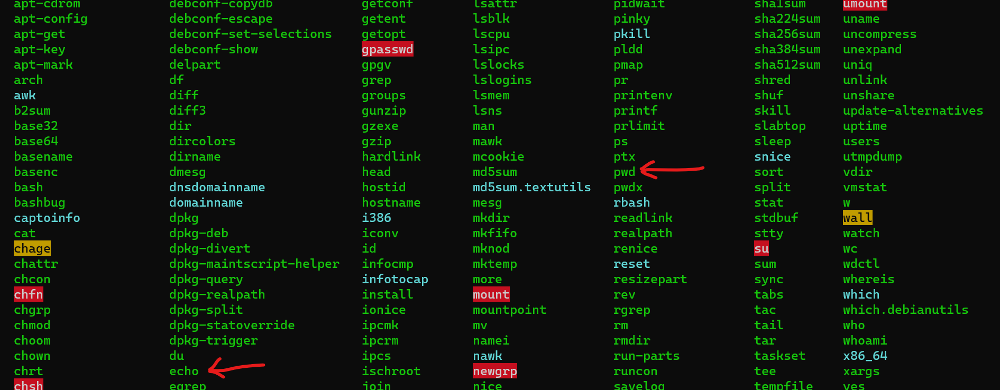 apt-cdrom debconf-copydb getconf lsattr pidwait sha1sum umount
apt-config debconf-escape getent lsblk pinky sha224sum uname
apt-get debconf-set-selections getopt lscpu pkill sha256sum uncompress
apt-key debconf-show gpasswd lsipc pldd sha384sum unexpand
apt-mark delpart gpgv lslocks pmap sha512sum uniq
arch df grep lslogins pr shred unlink
awk diff groups lsmem printenv shuf unshare
b2sum diff3 gunzip lsns printf skill update-alternatives
base32 dir gzexe man prlimit slabtop uptime
base64 dircolors gzip mawk ps sleep users
basename dirname hardlink mcookie ptx snice utmpdump
basenc dmesg head md5sum pwd sort vdir
bash dnsdomainname hostid md5sum.textutils pwdx split vmstat
bashbug domainname hostname mesg rbash stat w
captoinfo dpkg i386 mkdir readlink stdbuf wall
cat dpkg-deb iconv mkfifo realpath stty watch
chage dpkg-divert id mknod renice su wc
chattr dpkg-maintscript-helper infocmp mktemp reset sum wdctl
chcon dpkg-query infotocap more resizepart sync whereis
chfn dpkg-realpath install mount rev tabs which
chgrp dpkg-split ionice mountpoint rgrep tac which.debianutils
chmod dpkg-statoverride ipcmk mv rm tail who
choom dpkg-trigger ipcrm namei rmdir tar whoami
chown du ipcs nawk run-parts taskset x86_64
chrt echo ischroot newgrp runcon tee xargs
chsh egrep join nice savelog tempfile yes